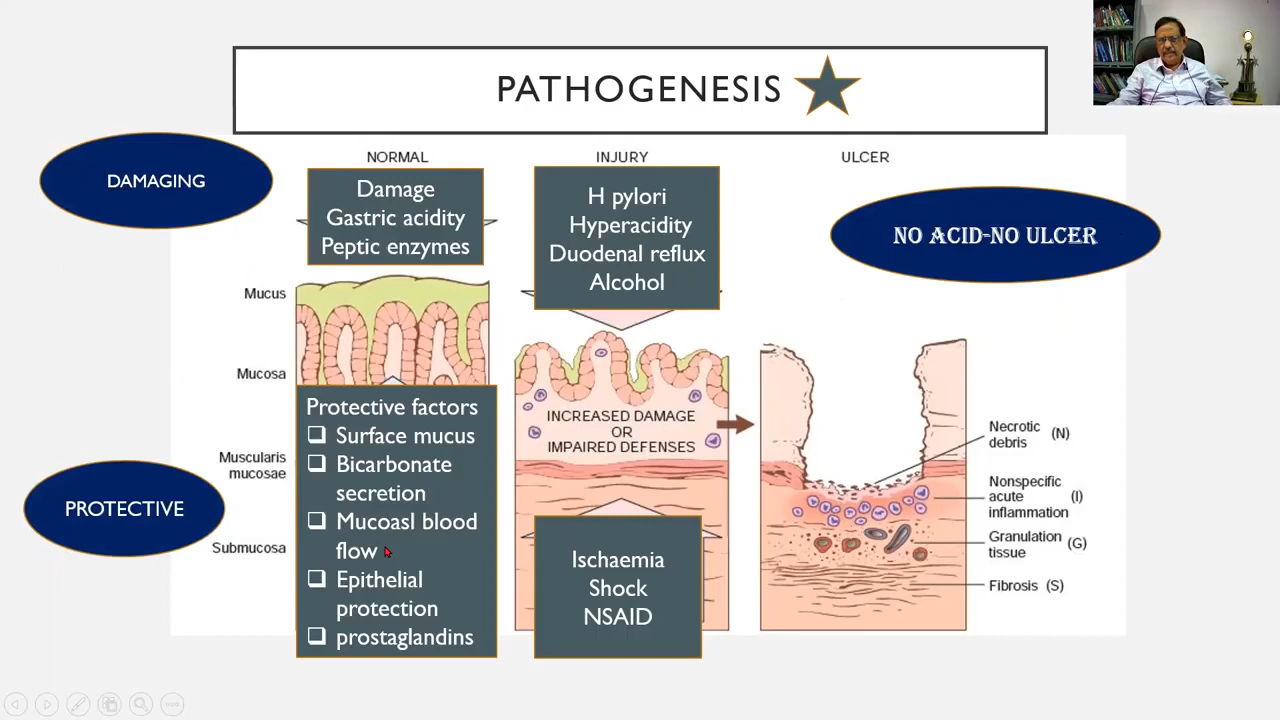 PATHOGENESIS
DAMAGING
NORMAL
Damage
Gastric acidity
Peptic enzymes
INJURY
H pylori
Hyperacidity
Duodenal reflux
Alcohol
ULCER
NO ACID-NO ULCER
Mucus
Mucosa
Muscularis
mucosae
Submucosa
PROTECTIVE
Protective factors
Surface mucus
Bicarbonate
secretion
Mucoasl blood
flow
Epithelial
protection
prostaglandins
INCREASED DAMAGE
OR
IMPAIRED DEFENSES
Ischaemia
Shock
NSAID
Necrotic
debris (N)
Nonspecific
acute (I)
inflammation
Granulation (G)
tissue
Fibrosis (S)